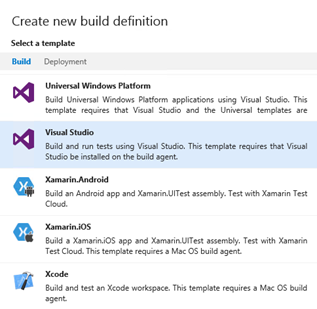 Create new build definition
Select a template
Build Deployment
Universal Windows Platform
Build Universal Windows Platform applications using Visual Studio. This
template requires that Visual Studio and the Universal templates are
Visual Studio
Build and run tests using Visual Studio. This template requires that Visual
Studio be installed on the build agent.
Xamarin.Android
Build an Android app and Xamarin.UITest assembly. Test with Xamarin Test
Cloud.
Xamarin.iOS
Build a Xamarin.iOS app and Xamarin.UITest assembly. Test with Xamarin
Test Cloud. This template requires a Mac OS build agent.
Xcode
Build and test an Xcode workspace. This template requires a Mac OS build
agent.